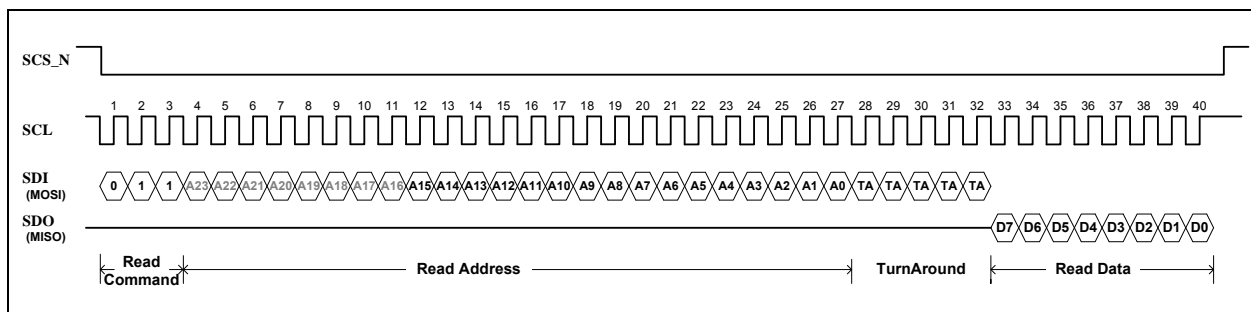 SCS_N
1 2 3 4 5 6 7 8 9 10 11 12 13 14 15 16 17 18 19 20 21 22 23 24 25 26 27 28 29 30 31 32 33 34 35 36 37 38 39 40
SCL
SDI
(MOSI)
0 1 1 A23 A22 A21 A20 A19 A18 A17 A16 A15 A14 A13 A12 A11 A10 A9 A8 A7 A6 A5 A4 A3 A2 A1 A0 TA TA TA TA TA
SDO
(MISO)
D7 D6 D5 D4 D3 D2 D1 D0
Read
Command
Read Address
TurnAround
Read Data